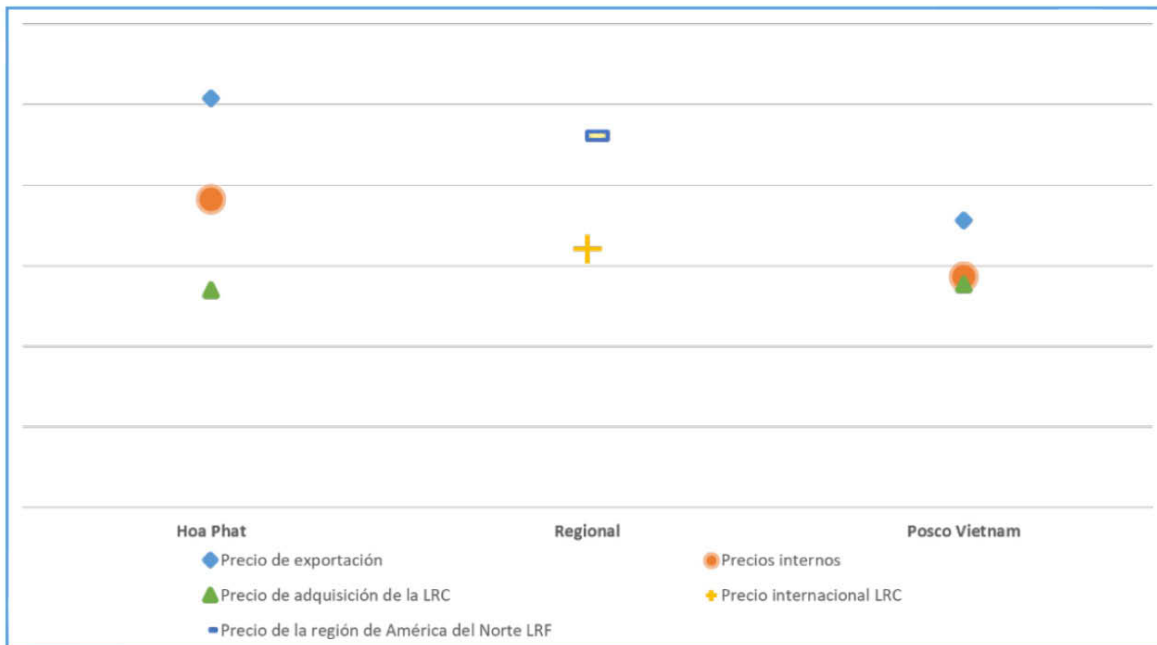 Hoa Phat Regional Posco Vietnam
Precio de exportación Precios internos
Precio de adquisición de la LRC Precio internacional LRC
Precio de la región de América del Norte LRF